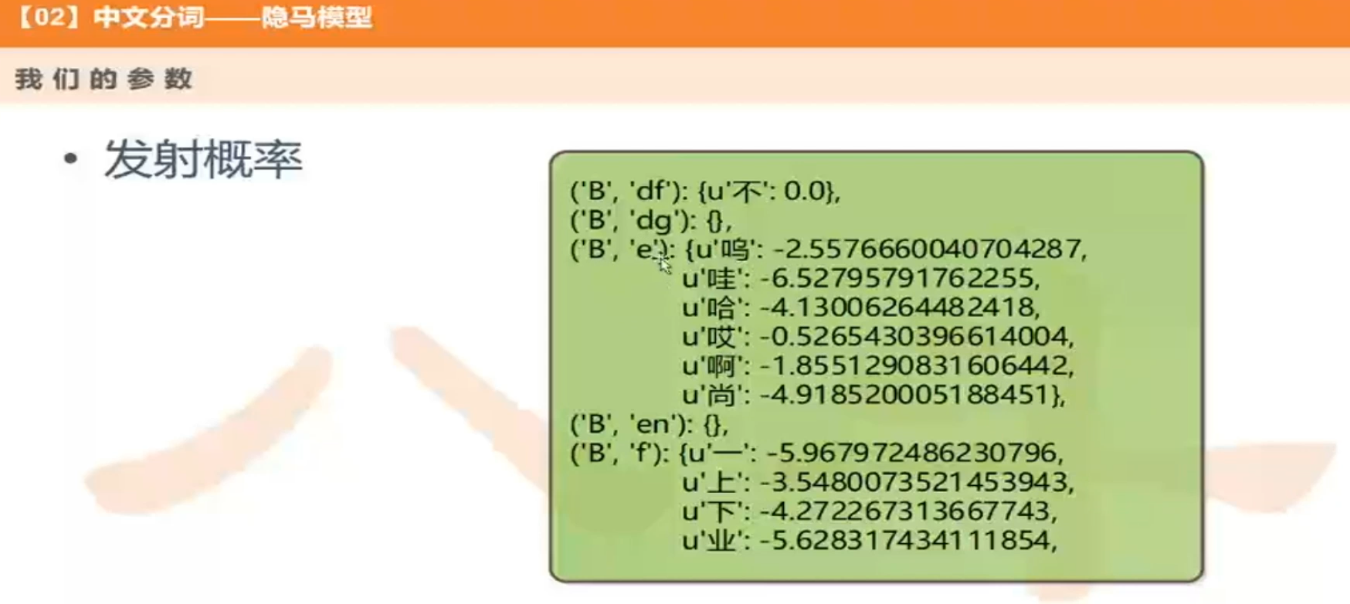 【02】中文分词——隐马模型
我们的参数
• 发射概率
('B', 'df'): {u'不': 0.0},
('B', 'dg'): {},
('B', 'e'): {u'呜': -2.5576660040704287,
u'哇': -6.52795791762255,
u'哈': -4.13006264482418,
u'哎': -0.5265430396614004,
u'啊': -1.8551290831606442,
u'尚': -4.918520005188451},
('B', 'en'): {},
('B', 'f'): {u'一': -5.967972486230796,
u'上': -3.5480073521453943,
u'下': -4.272267313667743,
u'业': -5.628317434111854,